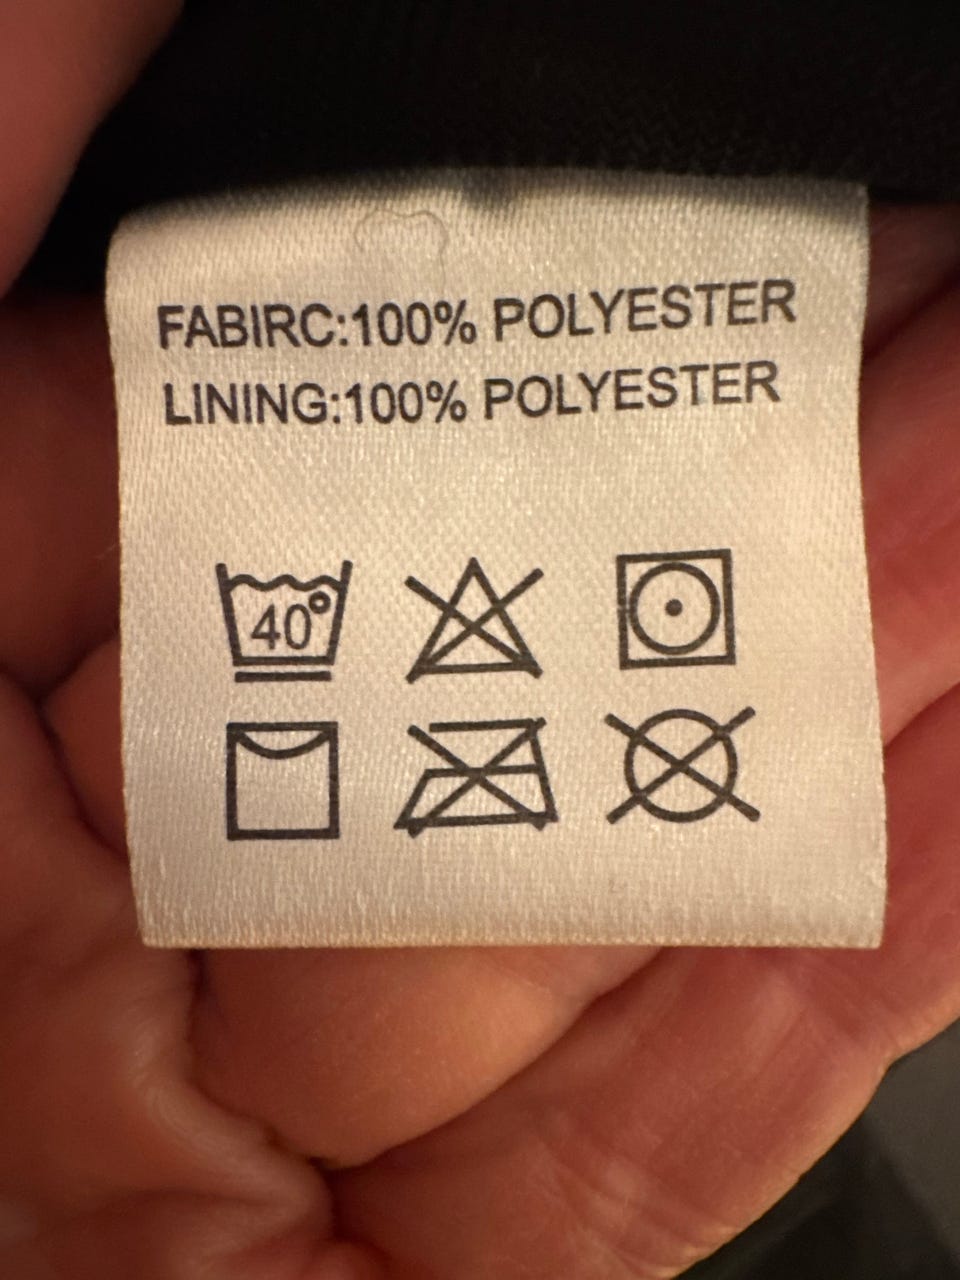 FABIRC:100% POLYESTER
LINING:100% POLYESTER
40°